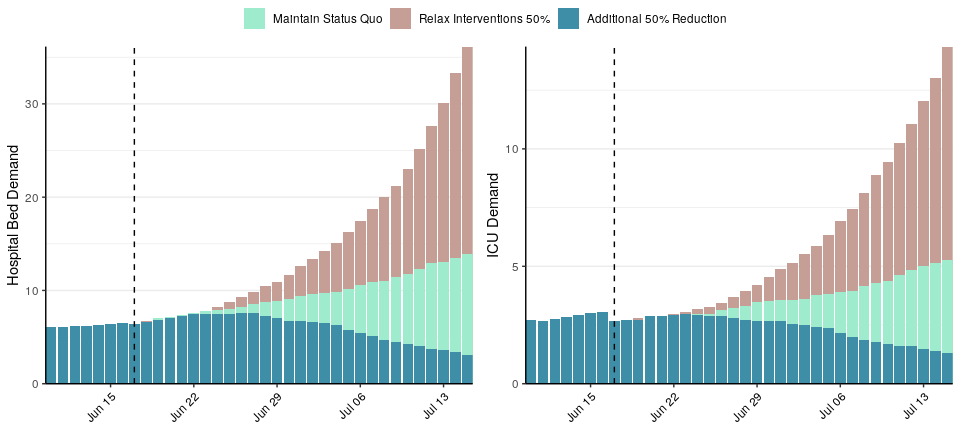 Maintain Status Quo Relax Interventions 50% Additional 50% Reduction
Hospital Bed Demand
30
20
10
0
Jun 15
Jun 22
Jun 29
Jul 06
Jul 13
ICU Demand
10
5
0
Jun 15
Jun 22
Jun 29
Jul 06
Jul 13